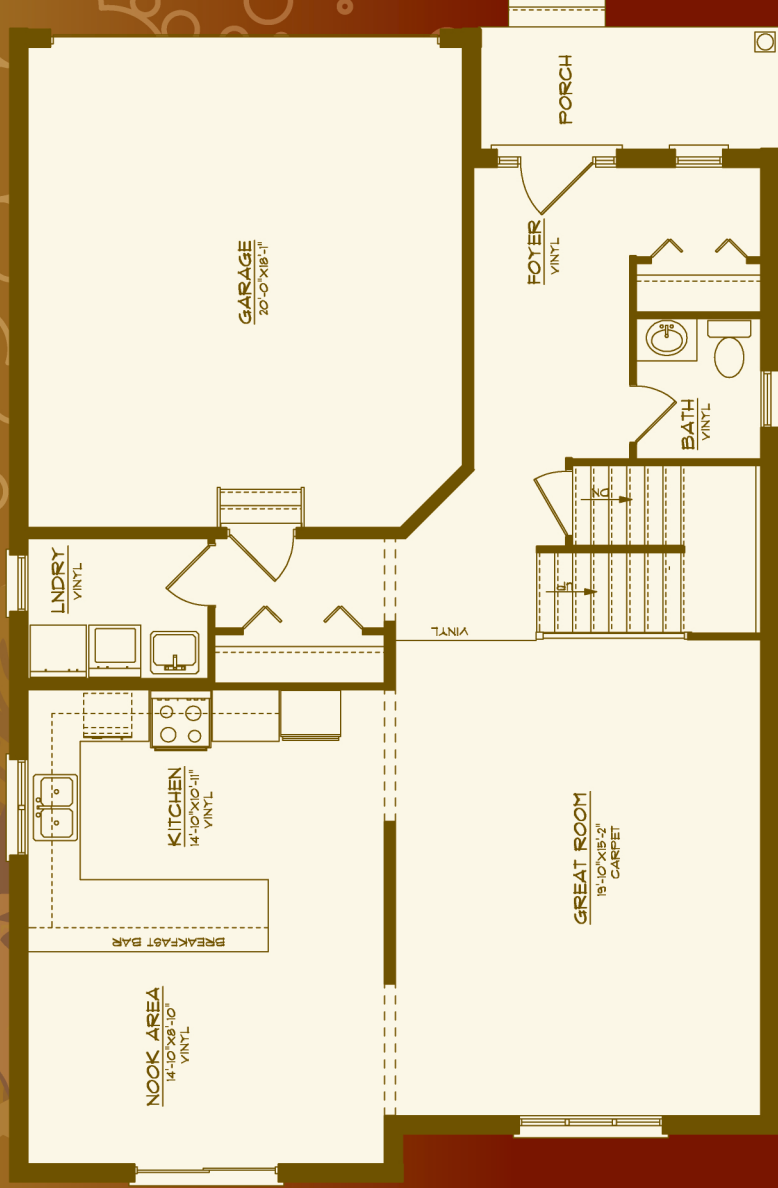 PORCH
FOYER
VINYL
GARAGE
20'-0"X18'-1"
BATH
VINYL
DN
UP
LNDRY
VINYL
VINYL
KITCHEN
14'-10"X10'-11"
VINYL
GREAT ROOM
19'-10"X15'-2"
CARPET
BREAKFAST BAR
NOOK AREA
14'-10"X8'-10"
VINYL